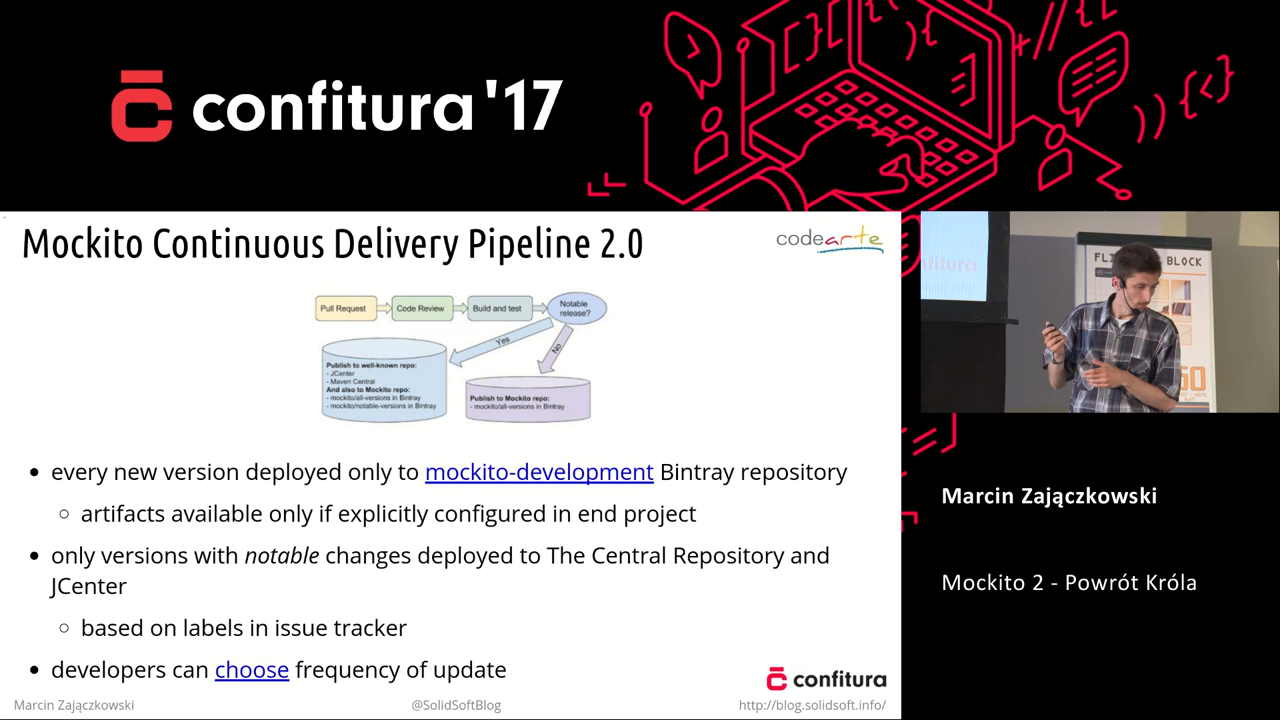 confitura '17
Mockito Continuous Delivery Pipeline 2.0
codearte
Pull Request
Code Review
Build and test
Notable
release?
Yes
No
Publish to well-known repo:
- JCenter
- Maven Central
And also to Mockito repo:
- mockito/all-versions in Bintray
- mockito/notable-versions in Bintray
Publish to Mockito repo:
- mockito/all-versions in Bintray
• every new version deployed only to mockito-development Bintray repository
○ artifacts available only if explicitly configured in end project
• only versions with notable changes deployed to The Central Repository and
JCenter
○ based on labels in issue tracker
• developers can choose frequency of update
confitura
Marcin Zajączkowski
@SolidSoftBlog
http://blog.solidsoft.info/
BLOCK
Marcin Zajączkowski
Mockito 2 - Powrót Króla